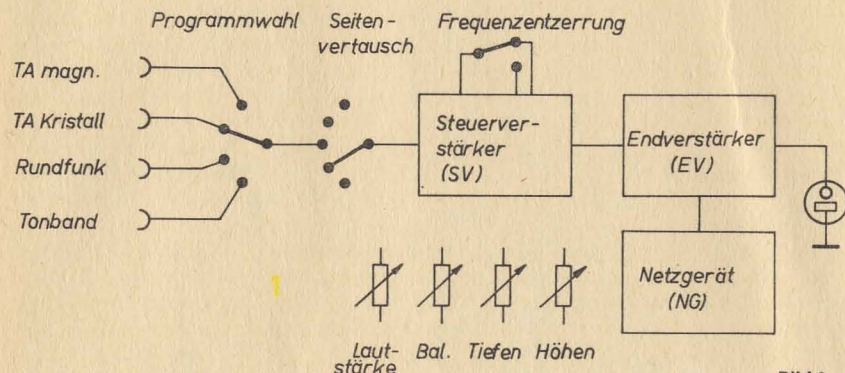 Programmwahl
Seiten-
vertausch
Frequenzentzerrung
TA magn.
TA Kristall
Rundfunk
Tonband
Steuerver-
stärker
(SV)
Endverstärker
(EV)
Netzgerät
(NG)
1
Laut-
stärke
Bal.
Tiefen
Höhen